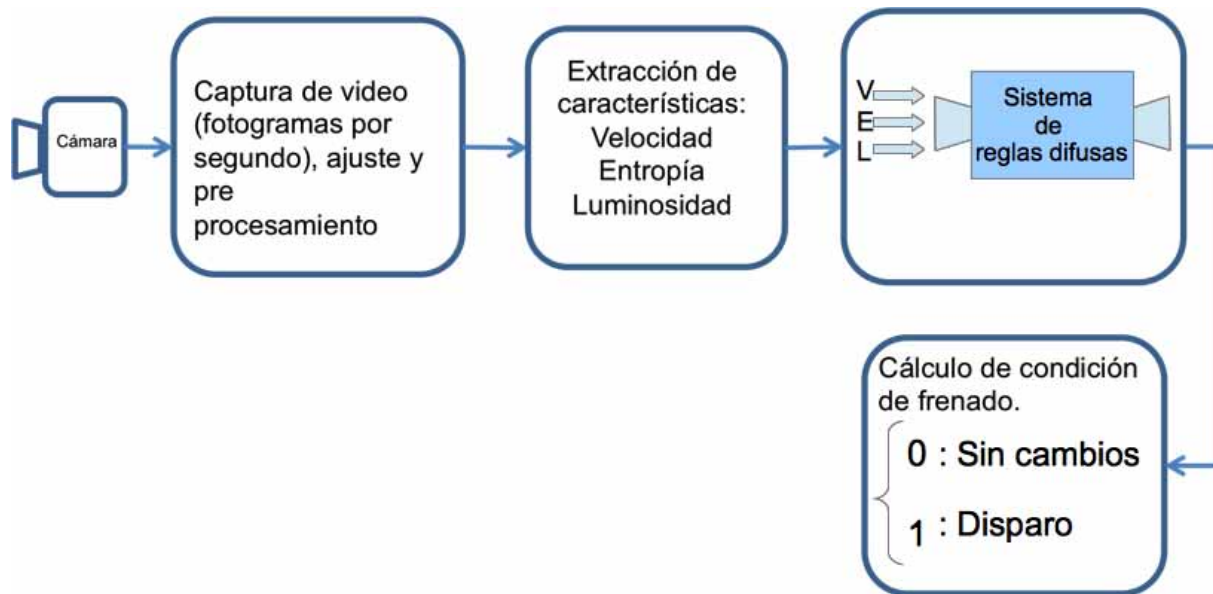 Cámara
Captura de video
(fotogramas por
segundo), ajuste y
pre
procesamiento
Extracción de
características:
Velocidad
Entropía
Luminosidad
V
E
L
Sistema
de
reglas difusas
Cálculo de condición
de frenado.
0 : Sin cambios
1 : Disparo